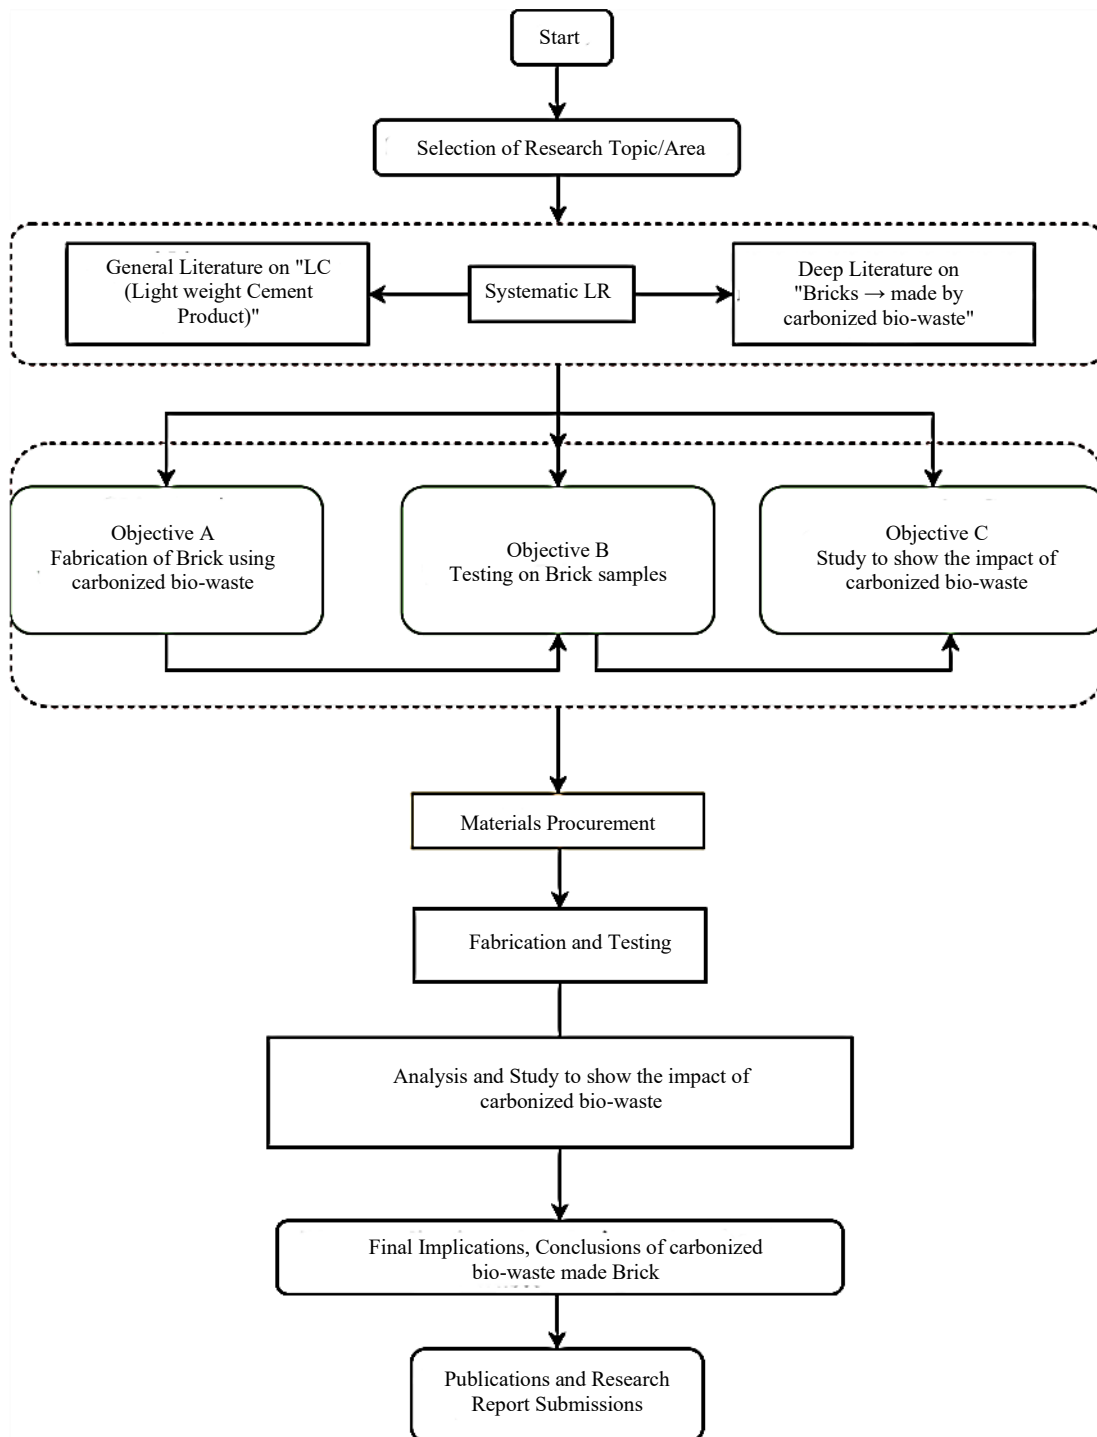 Start
Selection of Research Topic/Area
General Literature on "LC
(Light weight Cement
Product)"
Systematic LR
Deep Literature on
"Bricks → made by
carbonized bio-waste"
Objective A
Fabrication of Brick using
carbonized bio-waste
Objective B
Testing on Brick samples
Objective C
Study to show the impact of
carbonized bio-waste
Materials Procurement
Fabrication and Testing
Analysis and Study to show the impact of
carbonized bio-waste
Final Implications, Conclusions of carbonized
bio-waste made Brick
Publications and Research
Report Submissions